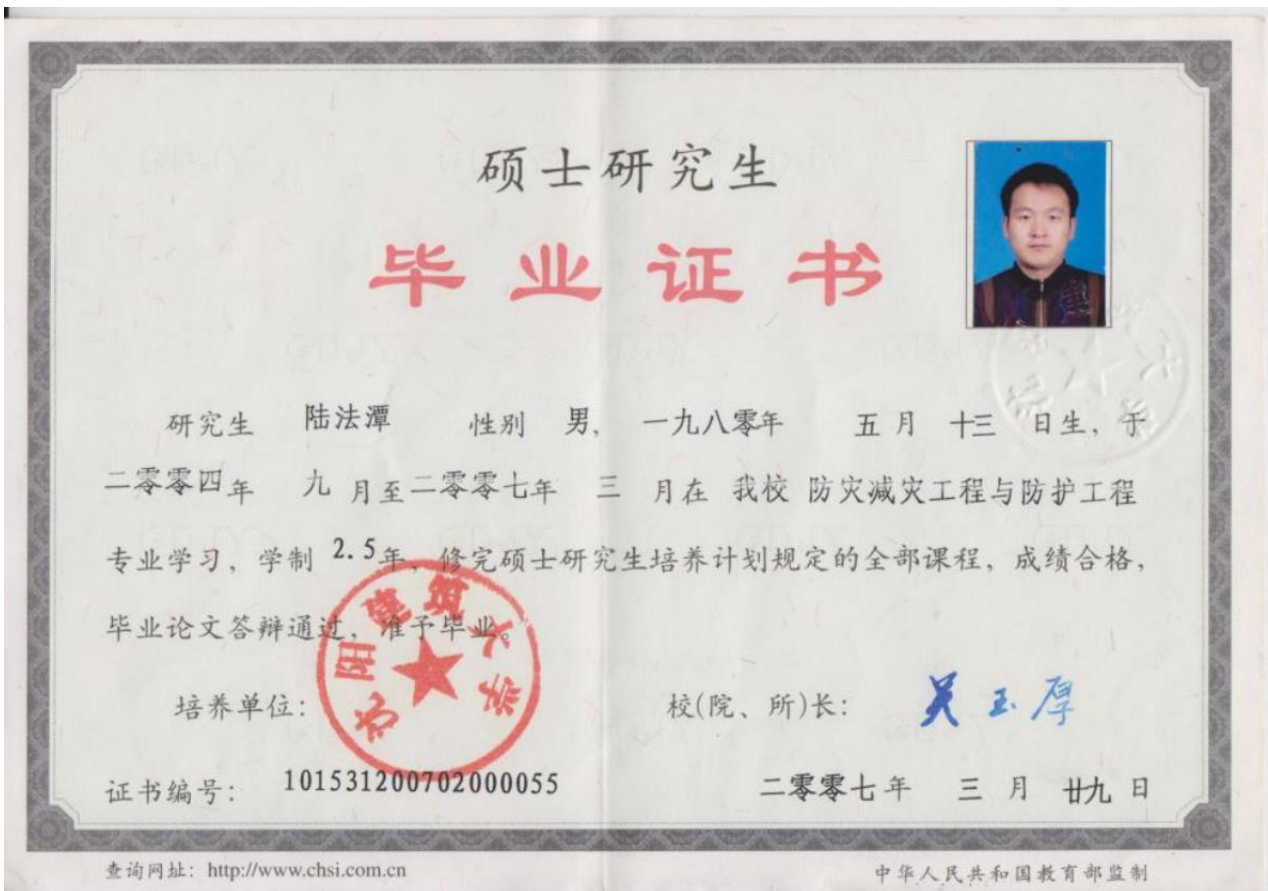 硕士研究生
毕业证书
研究生 陆法潭 性别 男, 一九八零年 五月 十三 日生, 于
二零零四年 九月至二零零七年 三月在 我校 防灾减灾工程与防护工程
专业学习, 学制 2.5年, 修完硕士研究生培养计划规定的全部课程, 成绩合格,
毕业论文答辩通过, 准予毕业。
沈阳建筑大学
培养单位: 校(院、所)长: 吴玉厚
证书编号: 101531200702000055 二零零七年 三月 廿九日
查询网址: http://www.chsi.com.cn 中华人民共和国教育部监制